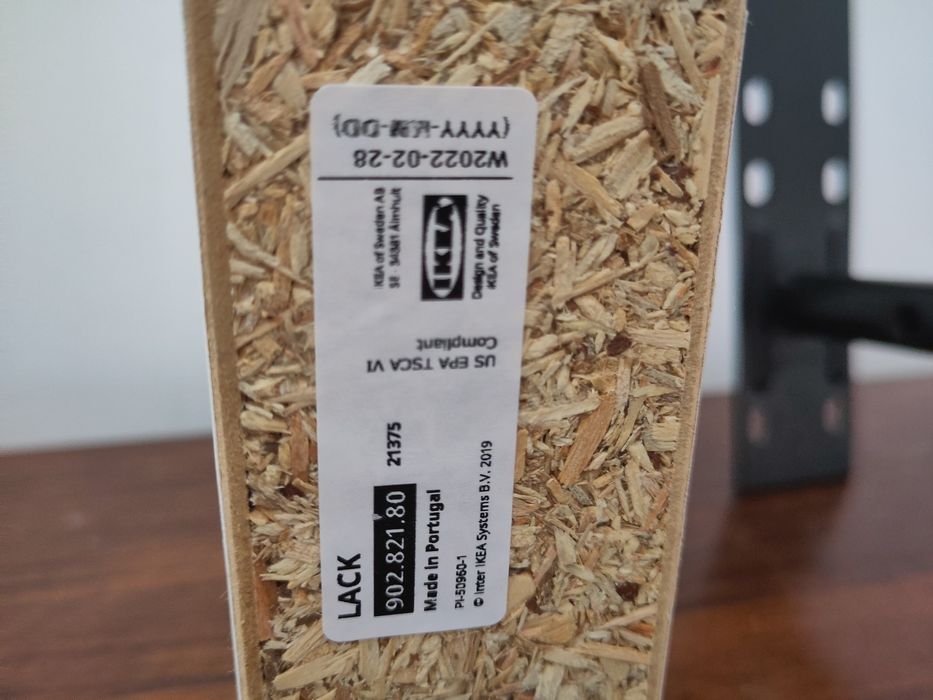 LACK
902.821.80 21375
Made in Portugal
PI-50960-1
© Inter IKEA Systems B.V. 2019
US EPA TSCA VI
Compliant
IKEA of Sweden AB
SE - 34381 Älmhult
IKEA
Design and Quality
IKEA of Sweden
W2022-02-28
(YYYY- -DD)